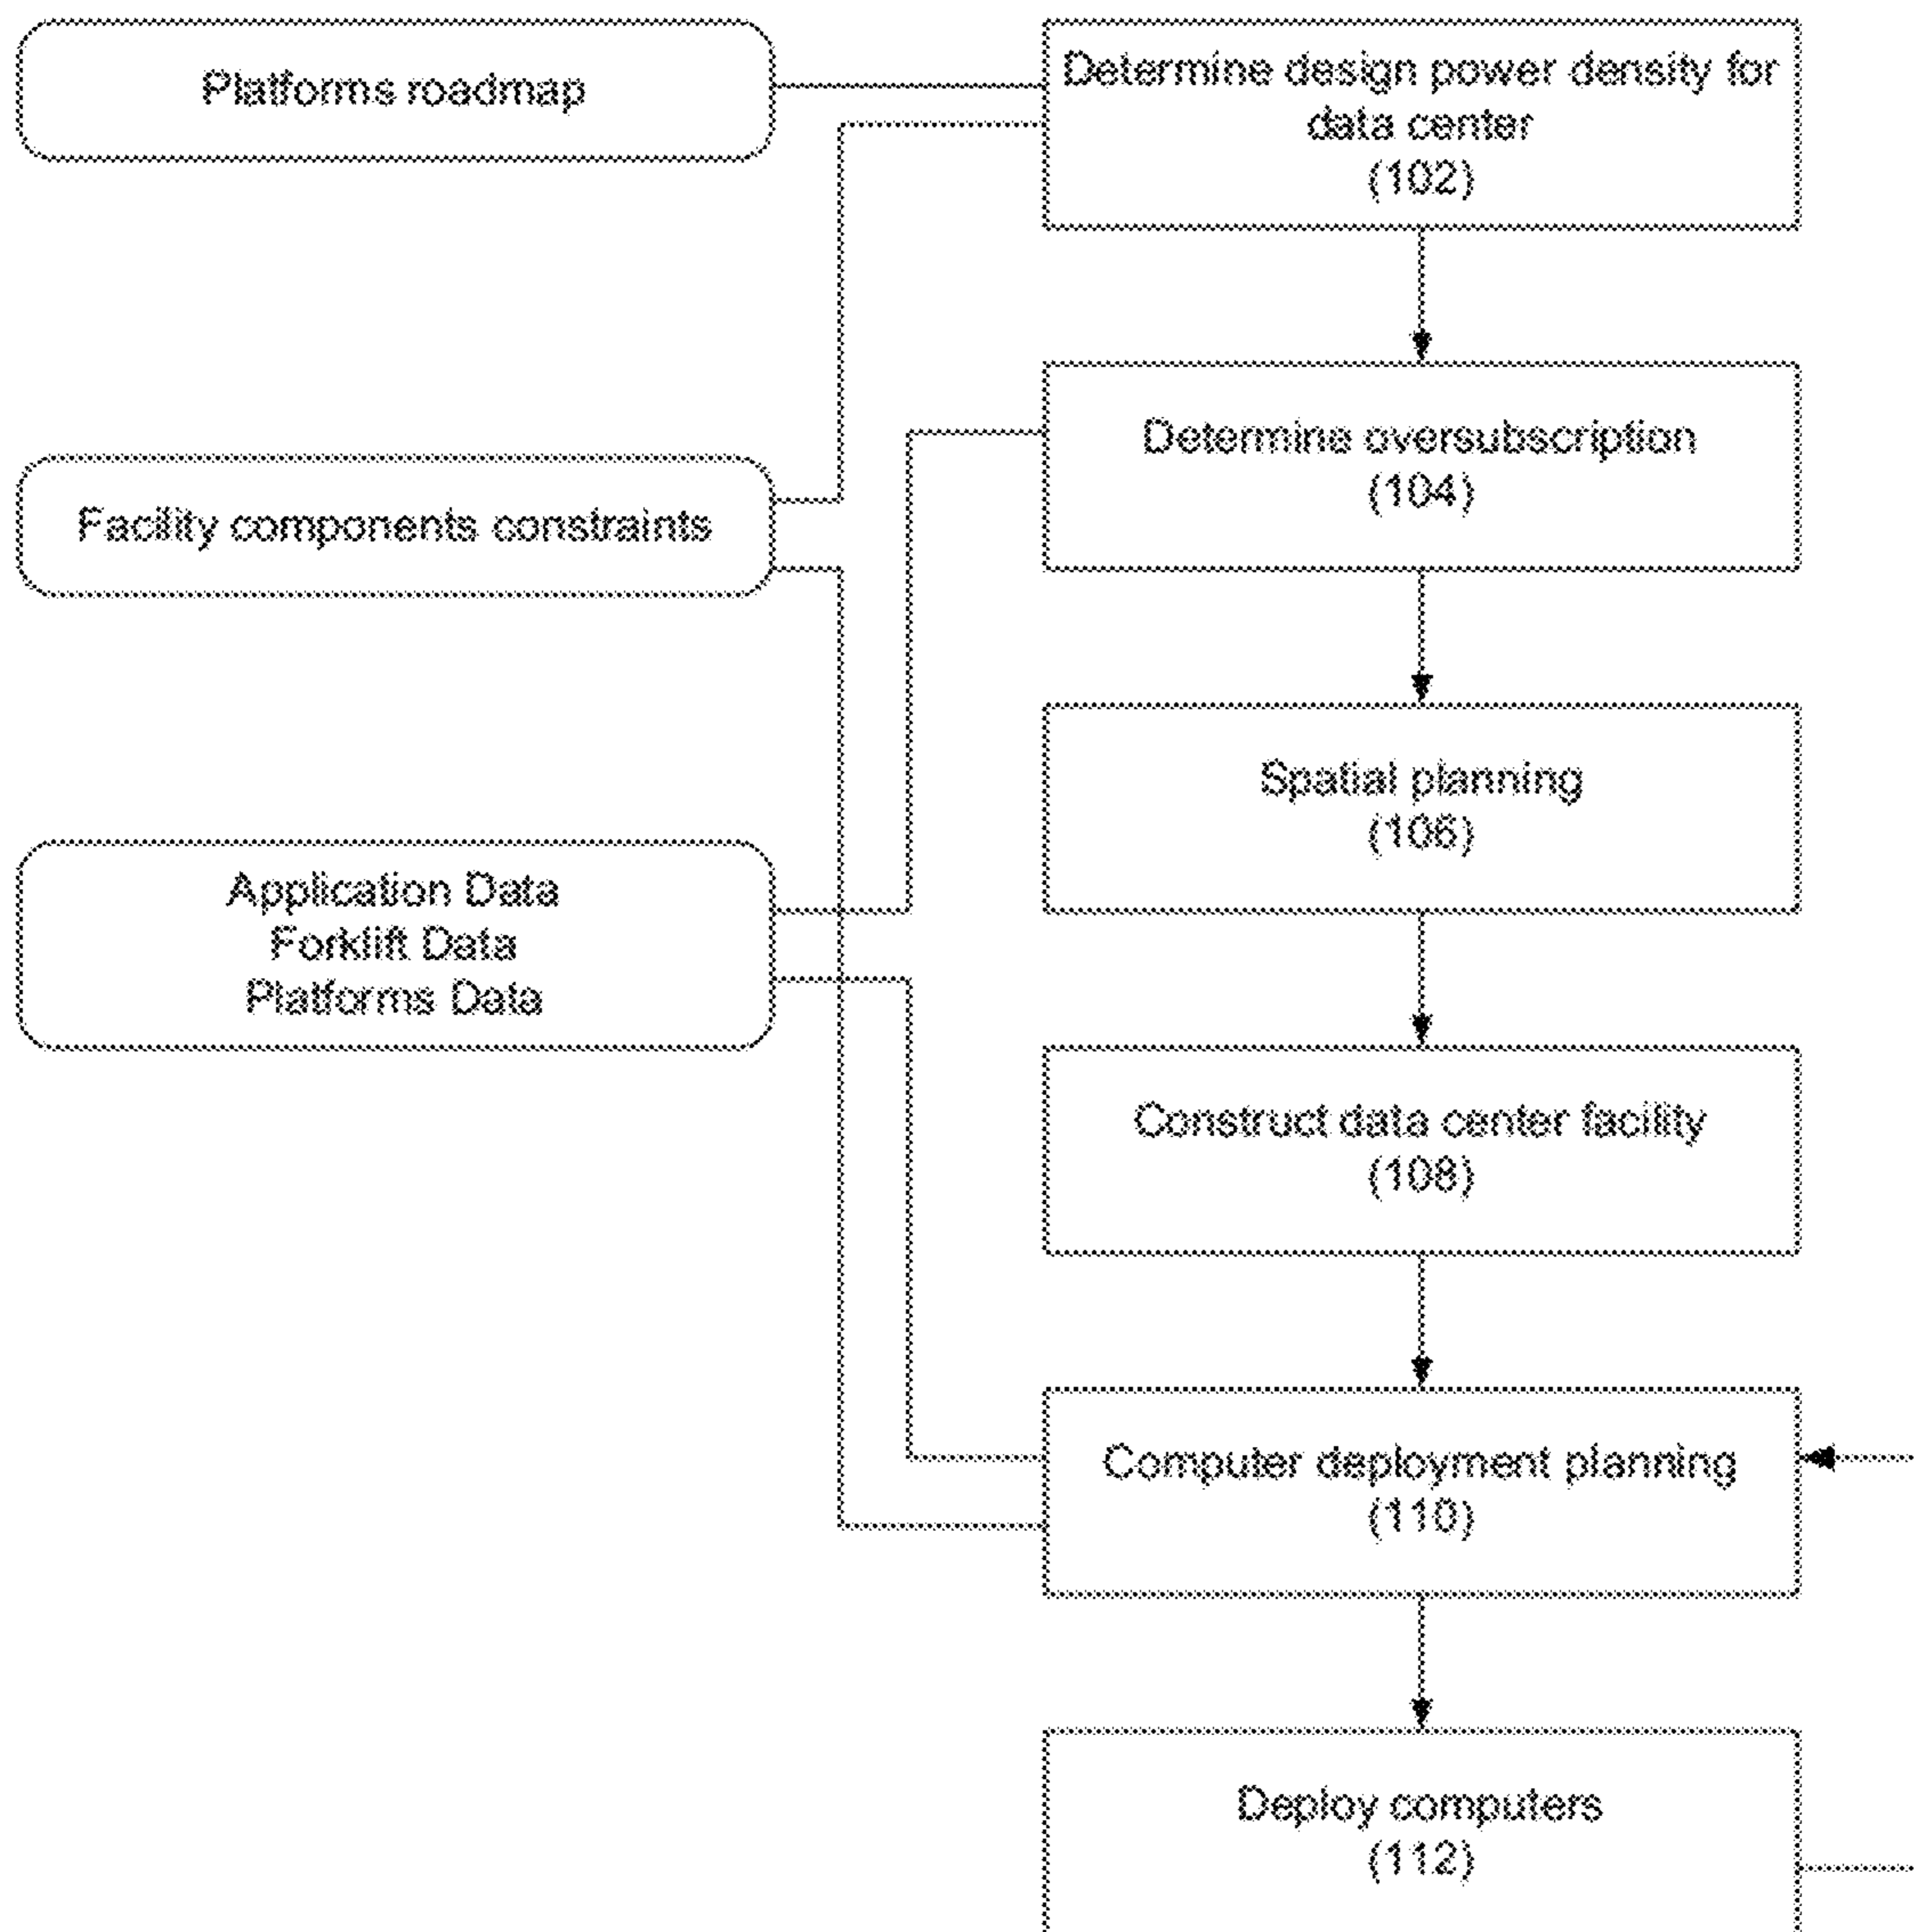 Platforms roadmap
Determine design power density for
data center
(102)
Determine oversubscription
(104)
Facility components constraints
Spatial planning
(106)
Application Data
Forklift Data
Platforms Data
Construct data center facility
(108)
Computer deployment planning
(110)
Deploy computers
(112)